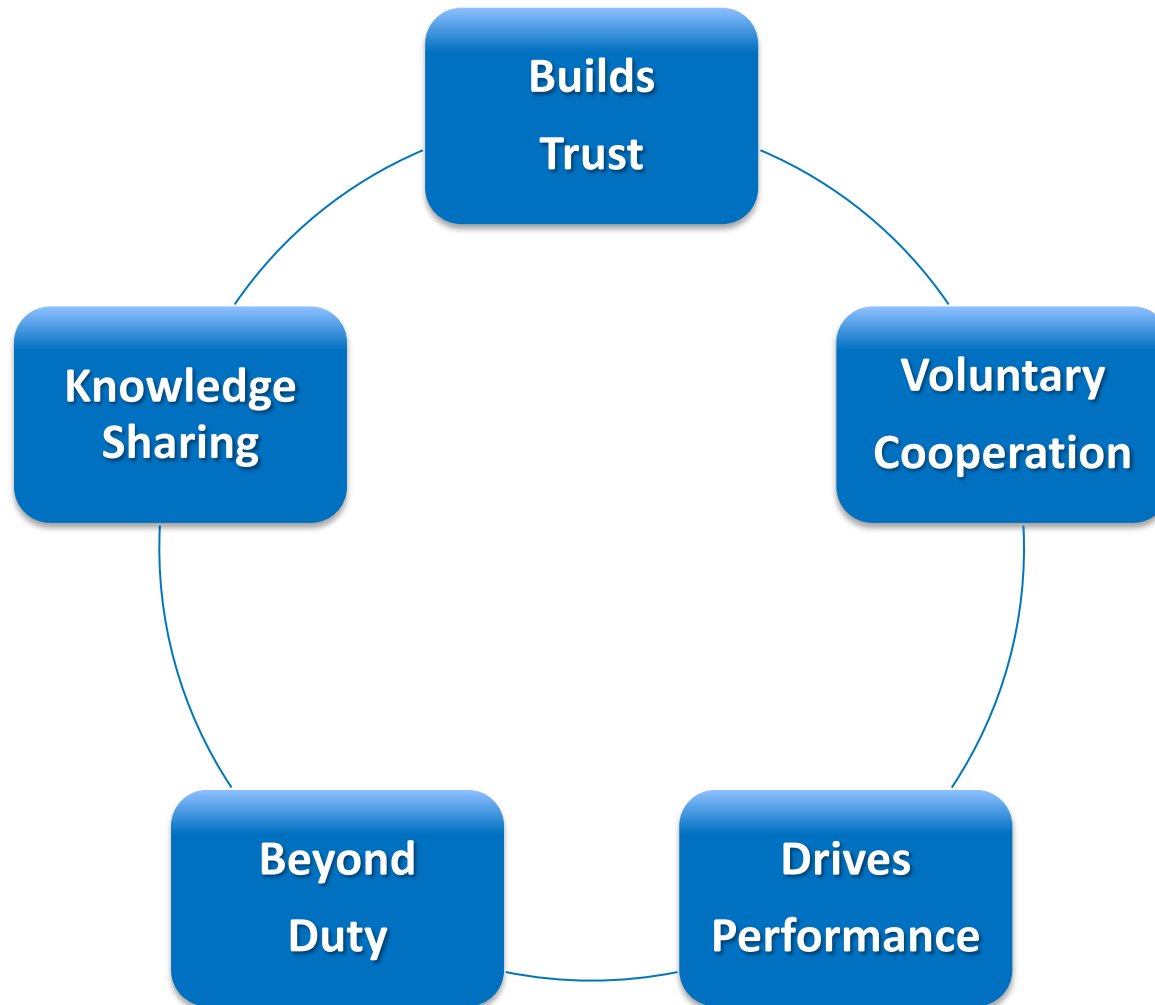 Builds
Trust
Voluntary
Cooperation
Drives
Performance
Beyond
Duty
Knowledge
Sharing